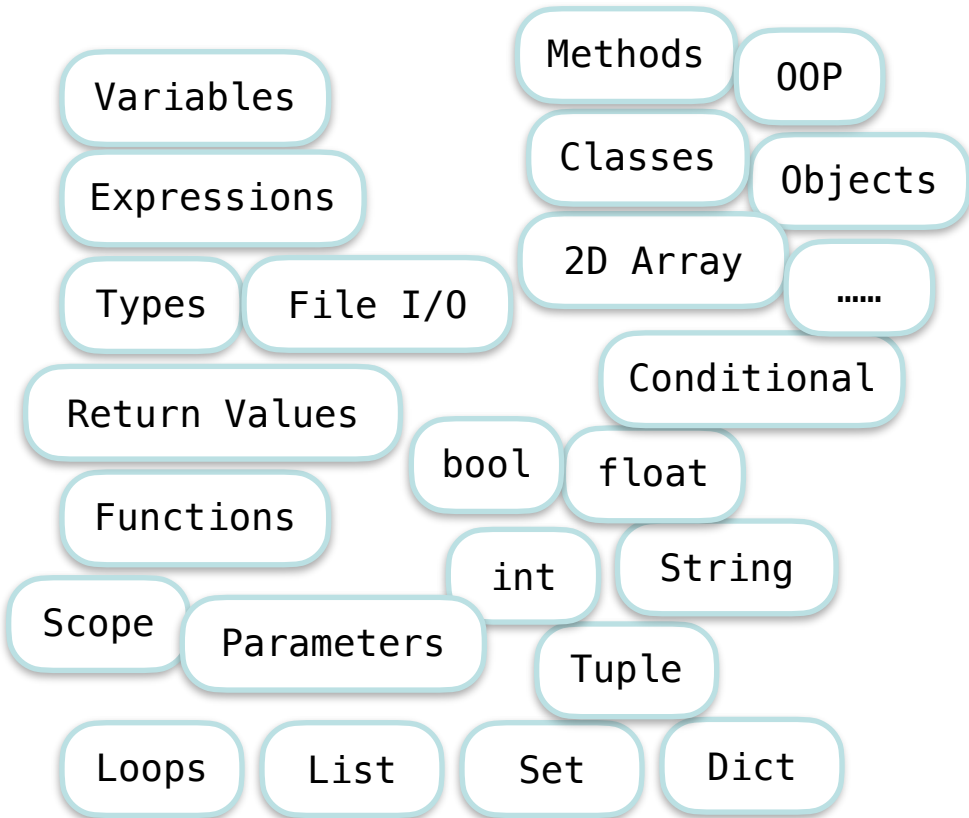 Methods
OOP
Variables
Classes
Objects
Expressions
2D Array
……
Types
File I/O
Conditional
Return Values
bool
float
Functions
int
String
Scope
Parameters
Tuple
Loops
List
Set
Dict